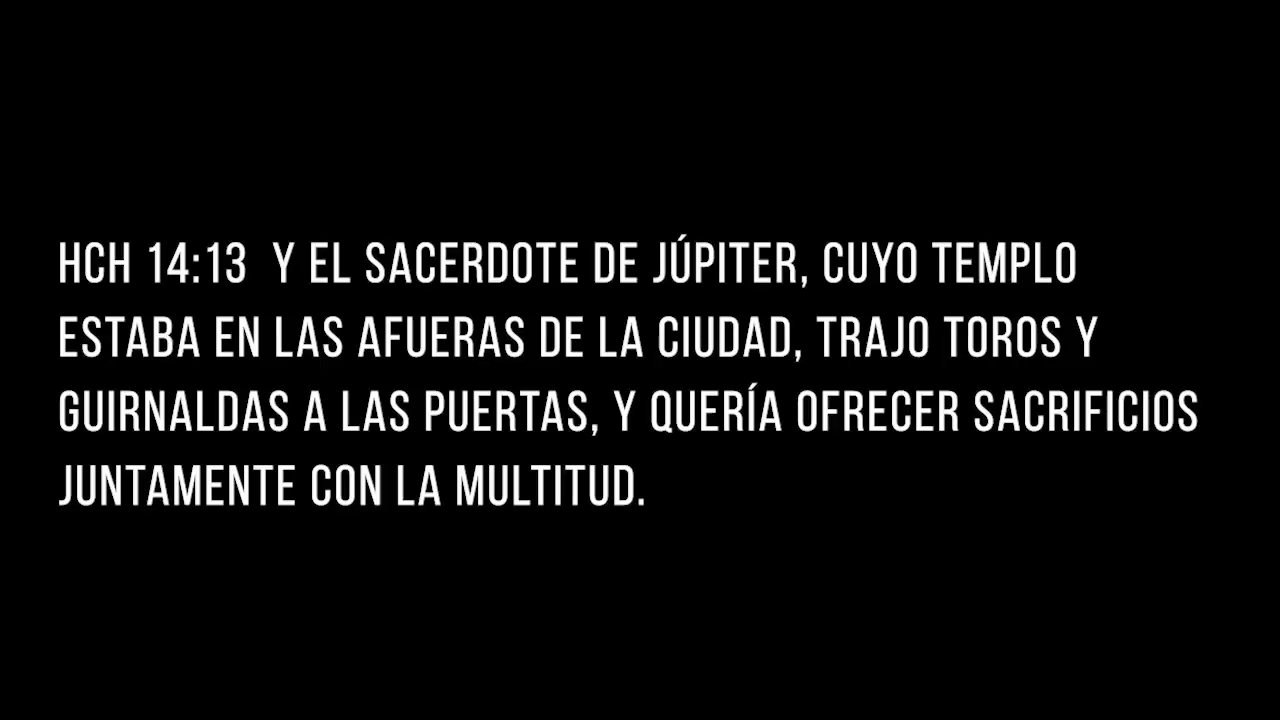 HCH 14:13  Y EL SACERDOTE DE JÚPITER, CUYO TEMPLO
ESTABA EN LAS AFUERAS DE LA CIUDAD, TRAJO TOROS Y
GUIRNALDAS A LAS PUERTAS, Y QUERÍA OFRECER SACRIFICIOS
JUNTAMENTE CON LA MULTITUD.